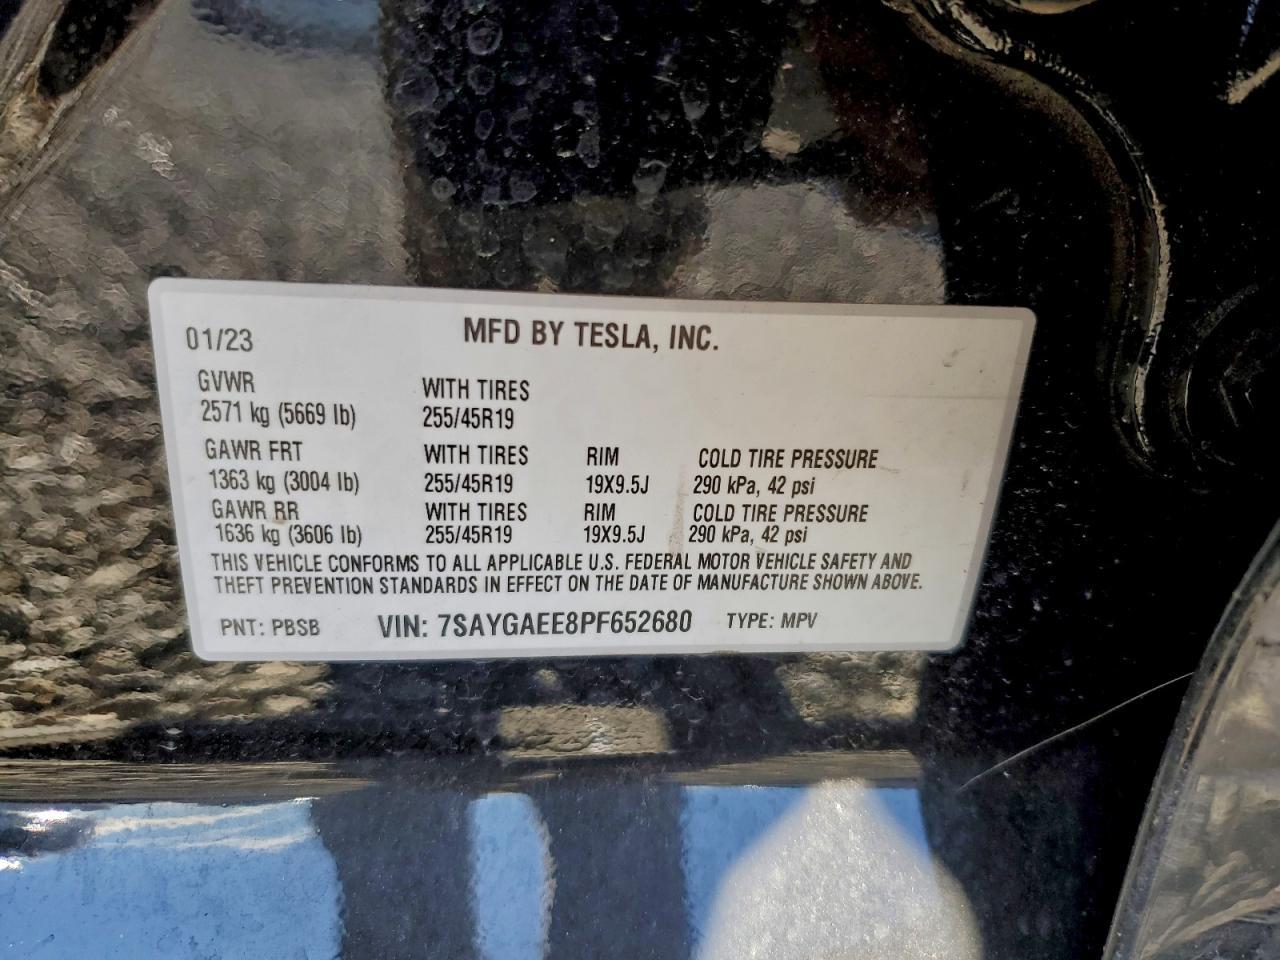 01/23 MFD BY TESLA, INC.
GVWR WITH TIRES
2571 kg (5669 lb) 255/45R19
GAWR FRT WITH TIRES RIM COLD TIRE PRESSURE
1363 kg (3004 lb) 255/45R19 19X9.5J 290 kPa, 42 psi
GAWR RR WITH TIRES RIM COLD TIRE PRESSURE
1636 kg (3606 lb) 255/45R19 19X9.5J 290 kPa, 42 psi
THIS VEHICLE CONFORMS TO ALL APPLICABLE U.S. FEDERAL MOTOR VEHICLE SAFETY AND
THEFT PREVENTION STANDARDS IN EFFECT ON THE DATE OF MANUFACTURE SHOWN ABOVE.
PNT: PBSB VIN: 7SAYGAEE8PF652680 TYPE: MPV